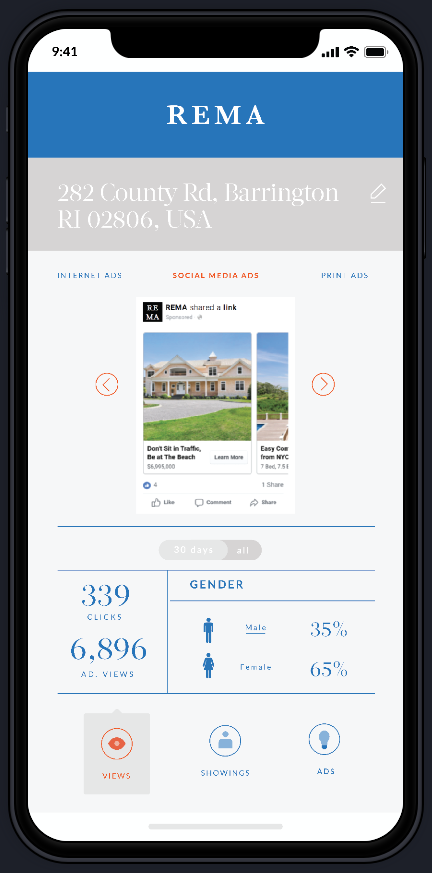 9:41
REMA
282 County Rd, Barrington
RI 02806, USA
INTERNET ADS
SOCIAL MEDIA ADS
PRINT ADS
RE
MA
REMA shared a link
Sponsored
Don't Sit in Traffic,
Be at The Beach
Learn More
$6,995,000
Easy Com
from NYC
7 Bed, 7.5 B
4
1 Share
Like
Comment
Share
30 days
all
339
CLICKS
6,896
AD. VIEWS
GENDER
Male
35%
Female
65%
VIEWS
SHOWINGS
ADS